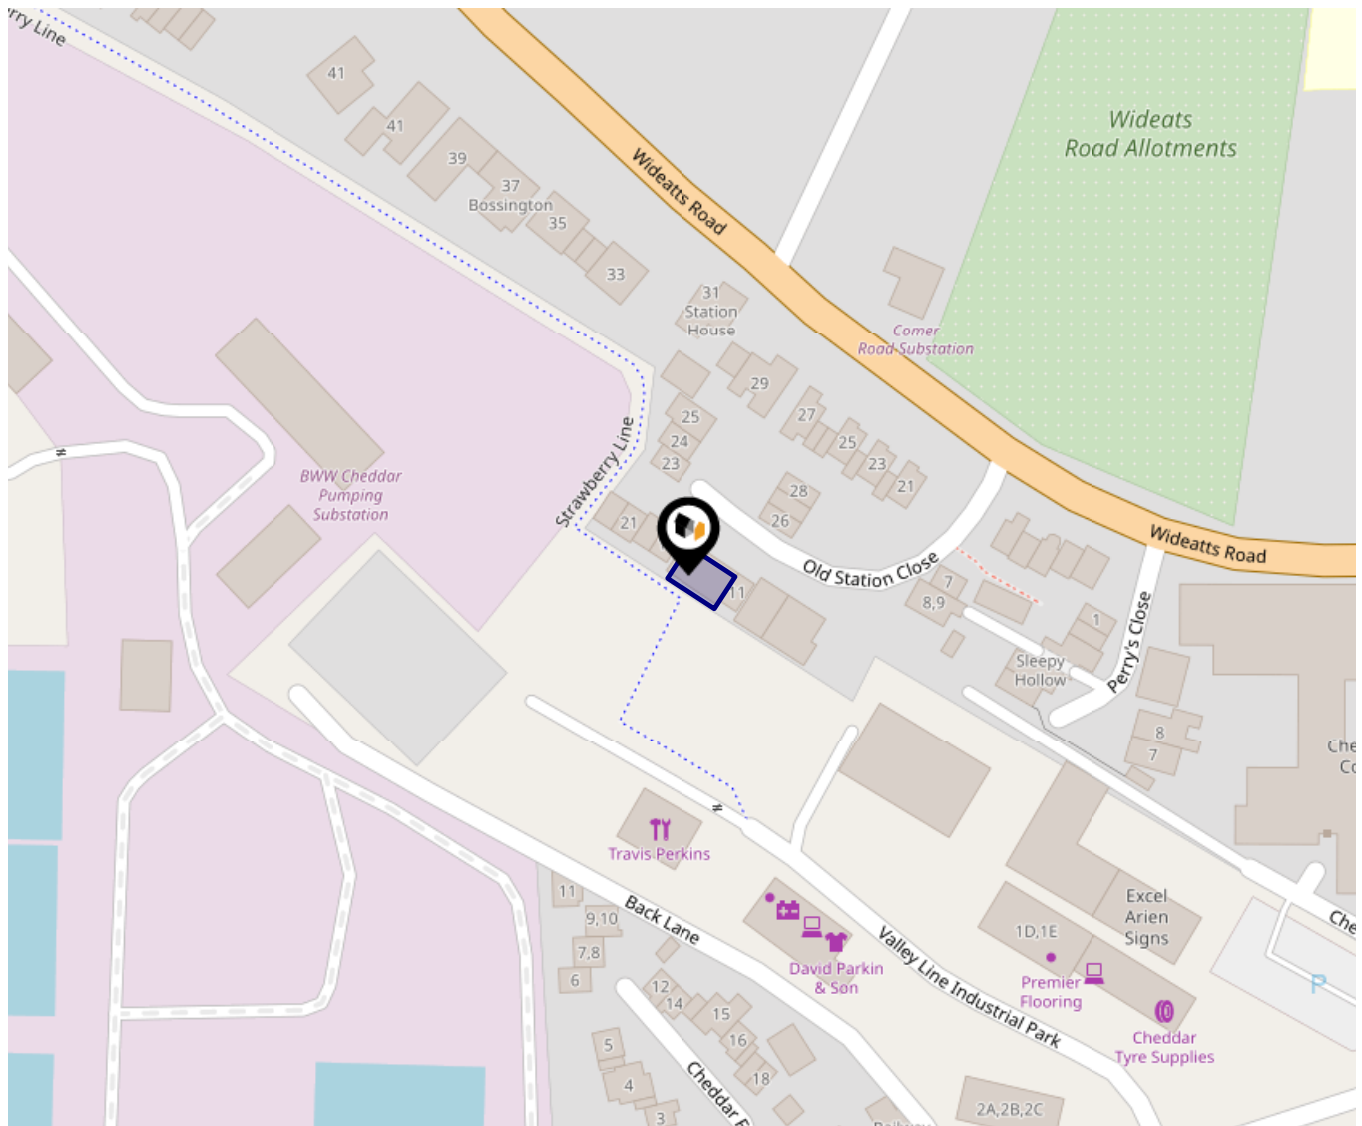 rry Line
41
41
39
37
Bossington
35
33
Wideatts Road
Wideats
Road Allotments
31
Station
House
Comer
Road Substation
29
25
24
23
27
25
23
21
28
26
Strawberry Line
21
11
BWW Cheddar
Pumping
Substation
Old Station Close
Wideatts Road
7
8,9
1
Sleepy
Hollow
Perry's Close
8
7
Che
Co
Travis Perkins
11
9,10
7,8
6
Back Lane
David Parkin
& Son
Valley Line Industrial Park
1D,1E
Excel
Arien
Signs
Premier
Flooring
Cheddar
Tyre Supplies
Che
P
12
14
15
16
18
5
4
3
Cheddar F
2A,2B,2C